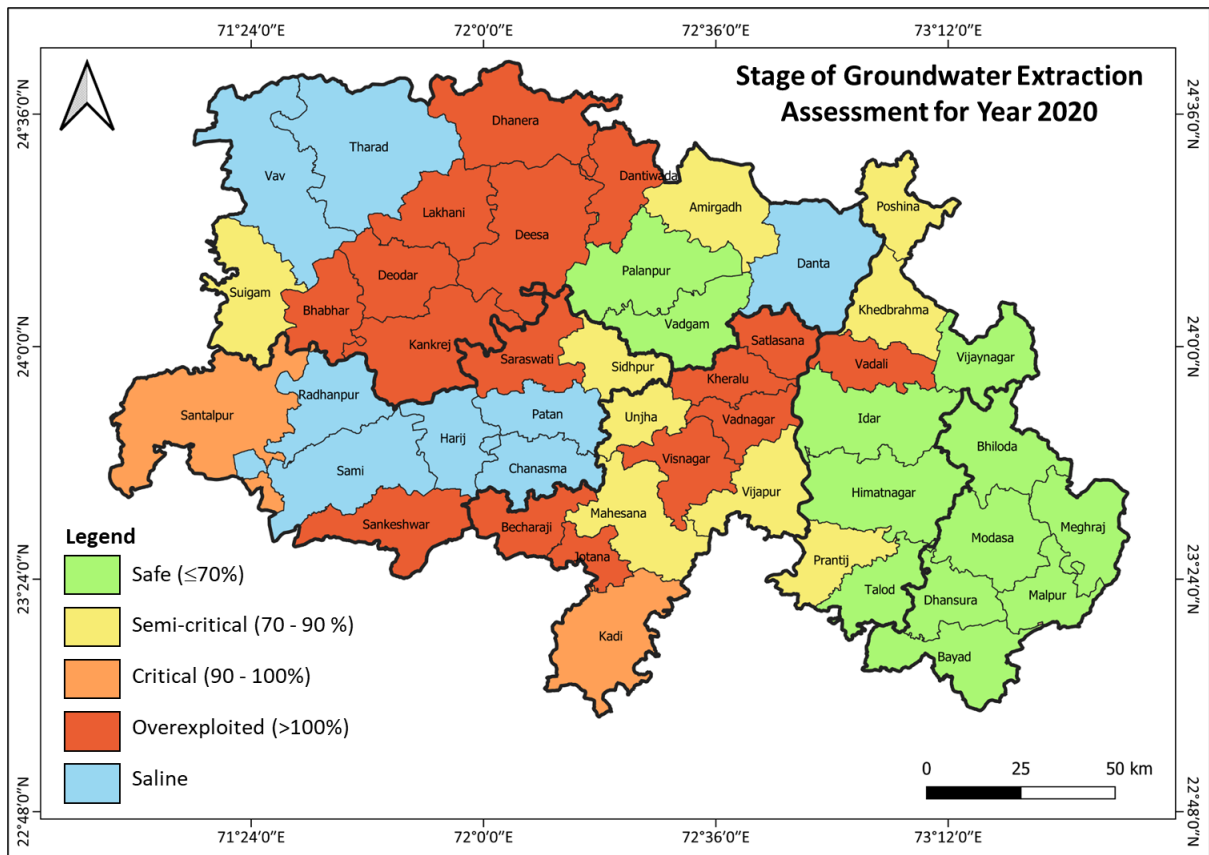 71°24′0″E 72°0′0″E 72°36′0″E 73°12′0″E
Stage of Groundwater Extraction
Assessment for Year 2020
24°36′0″N
24°36′0″N
Dhanera
Tharad
Vav
Dantiwada
Lakhani
Amirgadh
Poshina
Deesa
Palanpur
Danta
Deodar
Suigam
Bhabhar
Khedbrahma
Vadgam
24°0′0″N
24°0′0″N
Kankrej
Satlasana
Saraswati
Sidhpur
Vadali
Vijaynagar
Kheralu
Radhanpur
Santalpur
Patan
Unjha
Vadnagar
Idar
Harij
Bhiloda
Visnagar
Sami
Chanasma
Vijapur
Himatnagar
Mahesana
Sankeshwar
Becharaji
Meghraj
Modasa
Jotana
Prantij
23°24′0″N
23°24′0″N
Talod
Dhansura
Malpur
Kadi
Bayad
Legend
Safe (≤70%)
Semi-critical (70 - 90 %)
Critical (90 - 100%)
Overexploited (>100%)
Saline
0 25 50 km
22°48′0″N
22°48′0″N
71°24′0″E 72°0′0″E 72°36′0″E 73°12′0″E